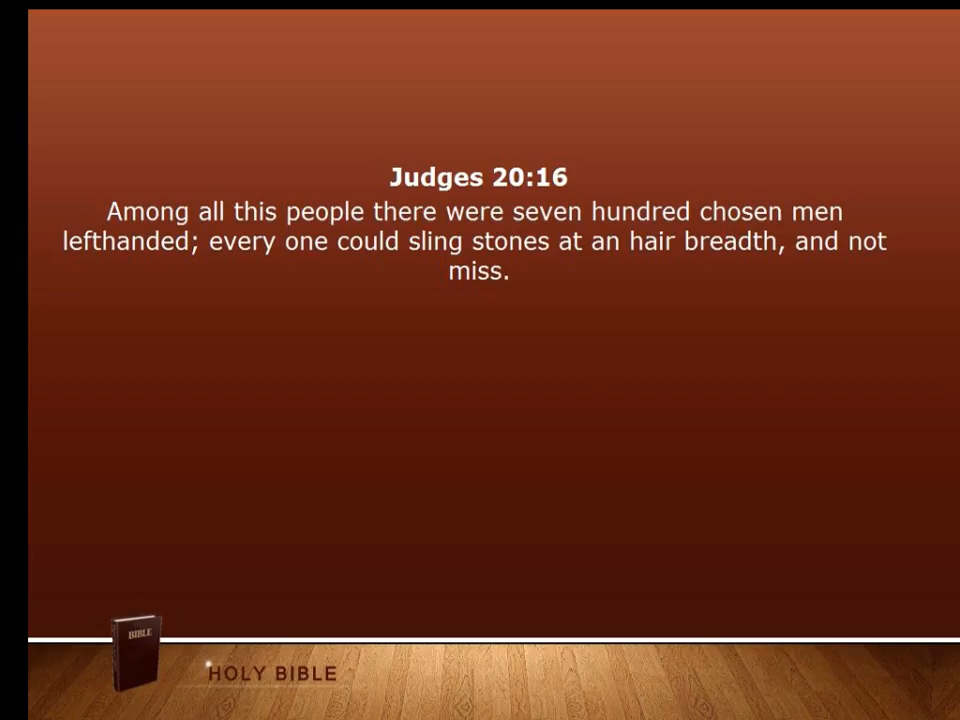 Judges 20:16
Among all this people there were seven hundred chosen men
lefthanded; every one could sling stones at an hair breadth, and not
miss.
BIBLE
HOLY BIBLE